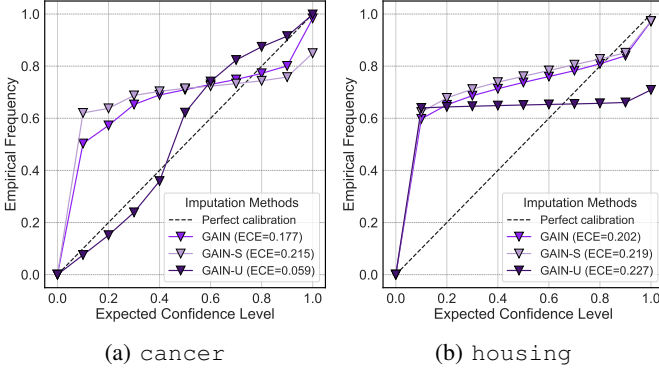 1.0
0.8
0.6
0.4
0.2
0.0
Empirical Frequency
Imputation Methods
Perfect calibration
GAIN (ECE=0.177)
GAIN-S (ECE=0.215)
GAIN-U (ECE=0.059)
0.0 0.2 0.4 0.6 0.8 1.0
Expected Confidence Level
(a) cancer
1.0
0.8
0.6
0.4
0.2
0.0
Empirical Frequency
Imputation Methods
Perfect calibration
GAIN (ECE=0.202)
GAIN-S (ECE=0.219)
GAIN-U (ECE=0.227)
0.0 0.2 0.4 0.6 0.8 1.0
Expected Confidence Level
(b) housing